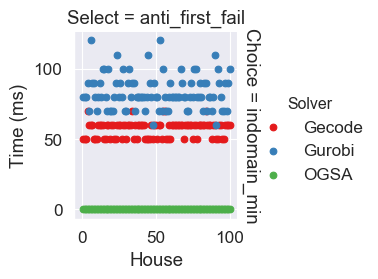 Select = anti_first_fail
Time (ms)
100
50
0
0
50
100
House
Choice = indomain_min
Solver
Gecode
Gurobi
OGSA